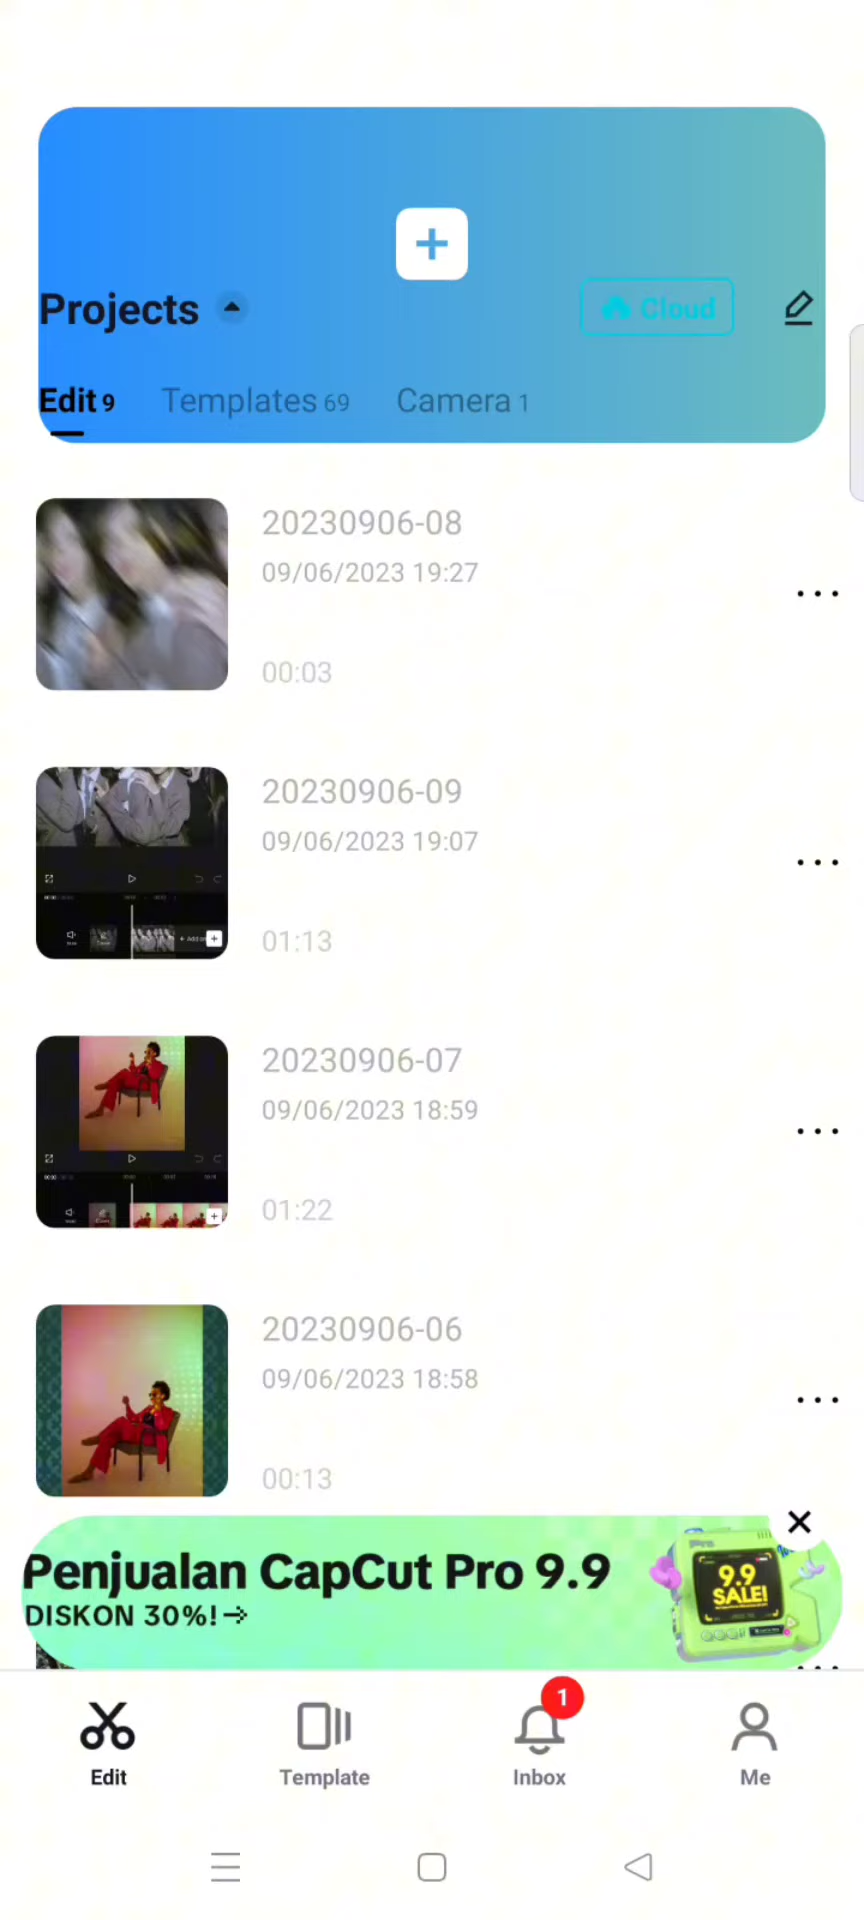 Projects
Cloud
Edit 9
Templates 69
Camera 1
20230906-08
09/06/2023 19:27
00:03
20230906-09
09/06/2023 19:07
01:13
20230906-07
09/06/2023 18:59
01:22
20230906-06
09/06/2023 18:58
00:13
Penjualan CapCut Pro 9.9
DISKON 30%!→
Pro
9.9
SALE!
1
Edit
Template
Inbox
Me